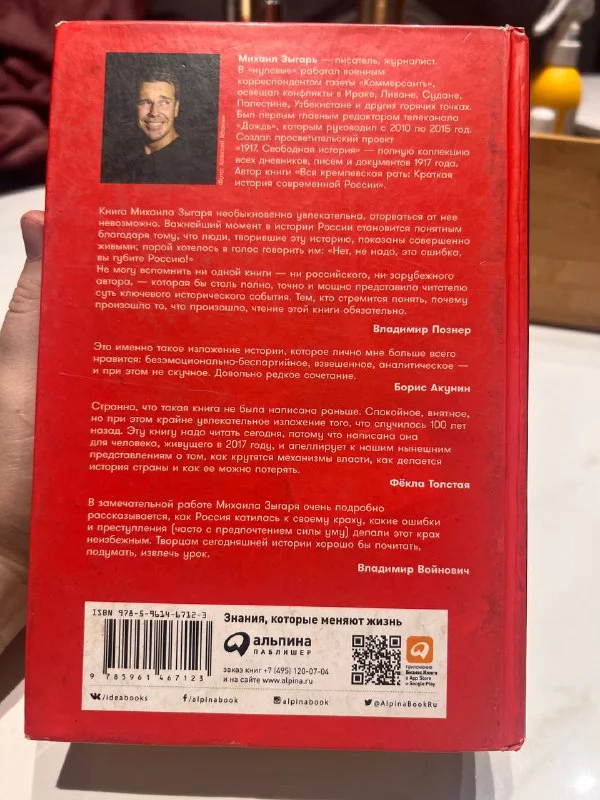 Михаил Зыгарь — писатель, журналист.
В «нулевые» работал военным
корреспондентом газеты «Коммерсантъ»,
освещал конфликты в Ираке, Ливане, Судане,
Палестине, Узбекистане и других горячих точках.
Был первым главным редактором телеканала
«Дождь», которым руководил с 2010 по 2015 год.
Создал просветительский проект
«1917. Свободная история» — полную коллекцию
всех дневников, писем и документов 1917 года.
Автор книги «Вся кремлевская рать: Краткая
история современной России».
Фото: Алексей
Книга Михаила Зыгаря необыкновенно увлекательна, оторваться от нее
невозможно. Важнейший момент в истории России становится понятным
благодаря тому, что люди, творившие эту историю, показаны совершенно
живыми; порой хотелось в голос говорить им: «Нет, не надо, это ошибка,
вы губите Россию!»
Не могу вспомнить ни одной книги — ни российского, ни зарубежного
автора, — которая бы столь полно, точно и мощно представила читателю
суть ключевого исторического события. Тем, кто стремится понять, почему
произошло то, что произошло, чтение этой книги обязательно.
Владимир Познер
Это именно такое изложение истории, которое лично мне больше всего
нравится: безэмоционально-беспартийное, взвешенное, аналитическое —
и при этом не скучное. Довольно редкое сочетание.
Борис Акунин
Странно, что такая книга не была написана раньше. Спокойное, внятное,
но при этом крайне увлекательное изложение того, что случилось 100 лет
назад. Эту книгу надо читать сегодня, потому что написана она
для человека, живущего в 2017 году, и апеллирует к нашим нынешним
представлениям о том, как крутятся механизмы власти, как делается
история страны и как ее можно потерять.
Фёкла Толстая
В замечательной работе Михаила Зыгаря очень подробно
рассказывается, как Россия катилась к своему краху, какие ошибки
и преступления (часто с предпочтением силы уму) делали этот крах
неизбежным. Творцам сегодняшней истории хорошо бы почитать,
подумать, извлечь урок.
Владимир Войнович
ISBN 978-5-9614-6712-3
9 785961 467123
Знания, которые меняют жизнь
альпина
ПАБЛИШЕР
заказ книг +7 (495) 120-07-04
и на сайте www.alpina.ru
приложение
Бизнес.Книги
в App Store
и Google Play
/ideabooks
/alpinabook
alpinabook
@AlpinaBookRu